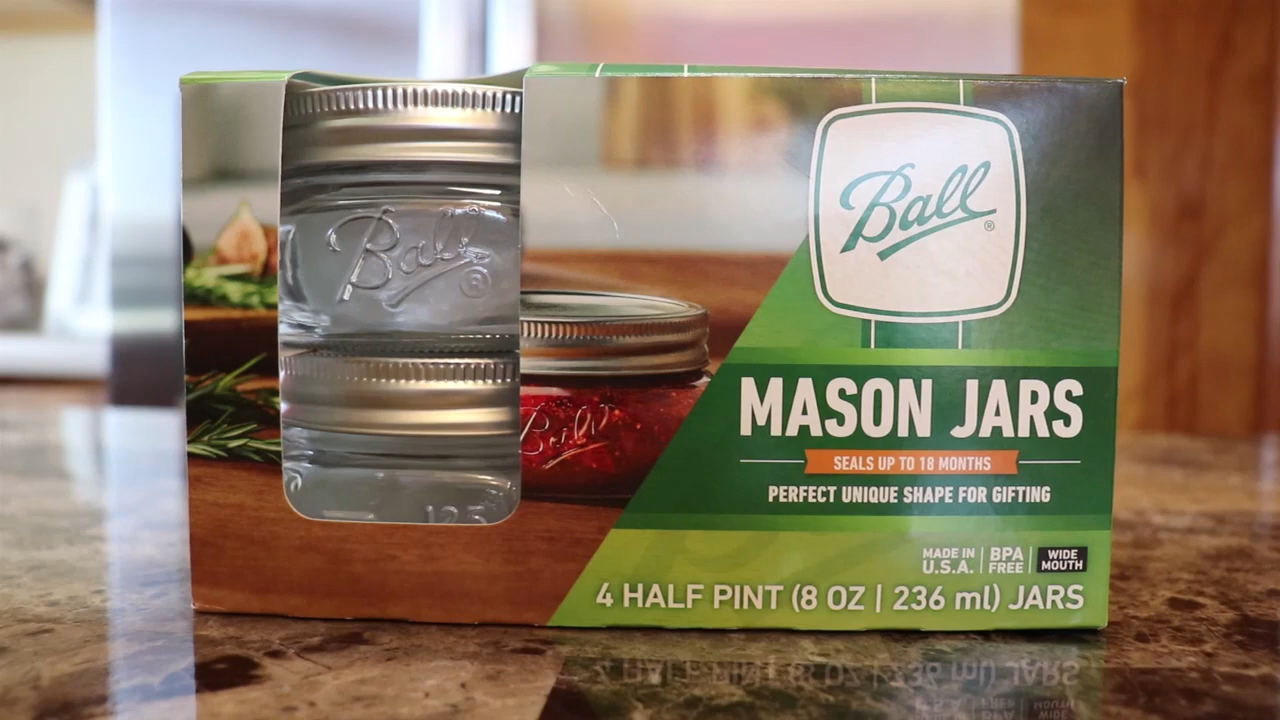 Ball®
MASON JARS
SEALS UP TO 18 MONTHS
PERFECT UNIQUE SHAPE FOR GIFTING
MADE IN U.S.A. | BPA FREE | WIDE MOUTH
4 HALF PINT (8 OZ | 236 ml) JARS
Ball®
Ball
125